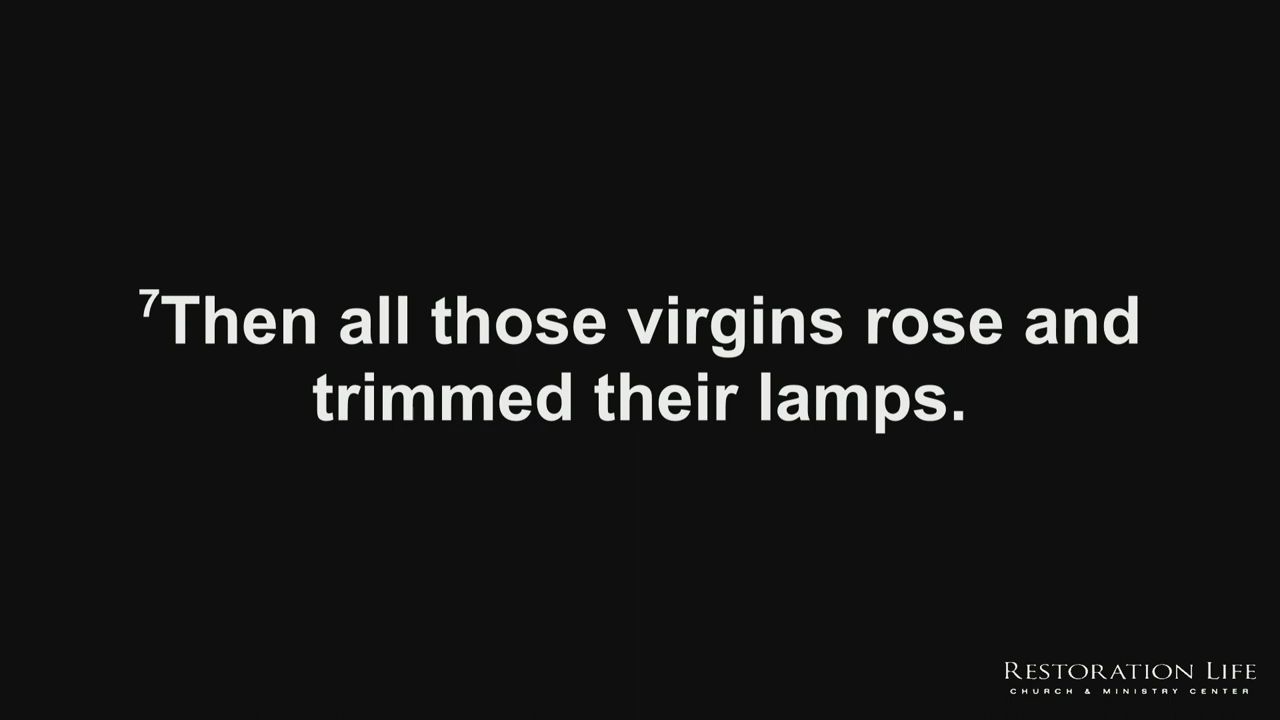 ⁷Then all those virgins rose and
trimmed their lamps.
RESTORATION LIFE
CHURCH & MINISTRY CENTER